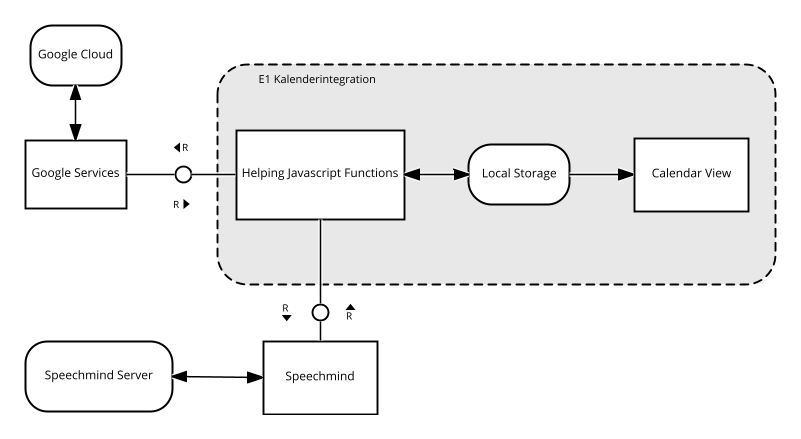 Google Cloud
E1 Kalenderintegration
R
Google Services
Helping Javascript Functions
Local Storage
Calendar View
R
R
R
Speechmind Server
Speechmind